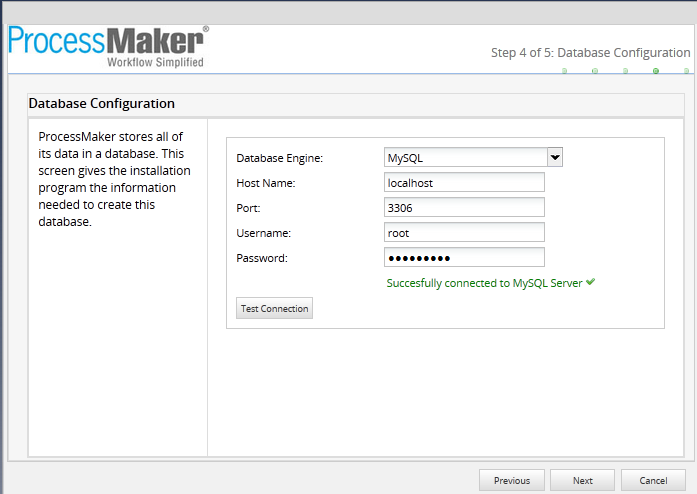 ProcessMaker®
Workflow Simplified
Step 4 of 5: Database Configuration
Database Configuration
ProcessMaker stores all of
its data in a database. This
screen gives the installation
program the information
needed to create this
database.
Database Engine: MySQL
Host Name: localhost
Port: 3306
Username: root
Password: •••••••••
Succesfully connected to MySQL Server ✔
Test Connection
Previous Next Cancel